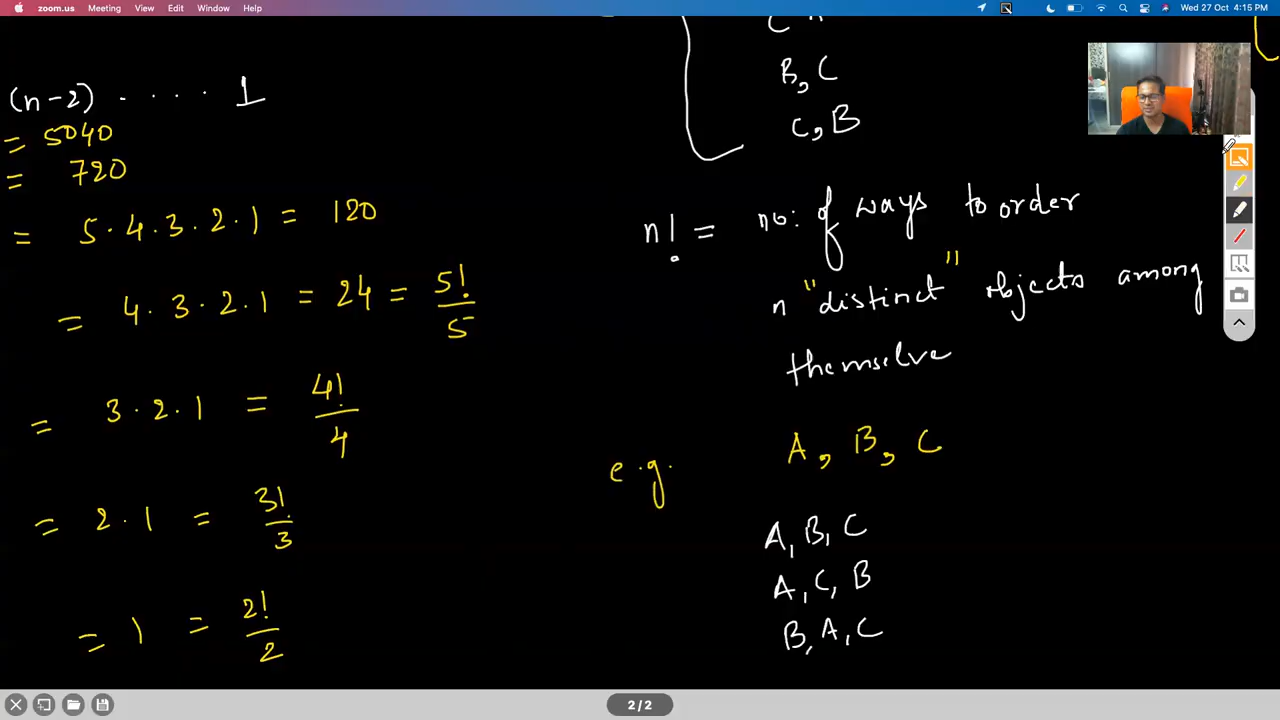 zoom.us Meeting View Edit Window Help Wed 27 Oct 4:15 PM
(n-2) . . . . . 1
= 5040
= 720
= 5.4.3.2.1 = 120
= 4.3.2.1 = 24 = 5!/5
= 3.2.1 = 4!/4
= 2.1 = 3!/3
= 1 = 2!/2
B, C
C, B
n! = no: of ways to order
n "distinct" objects among
themselve
e.g. A, B, C
A, B, C
A, C, B
B, A, C
2/2